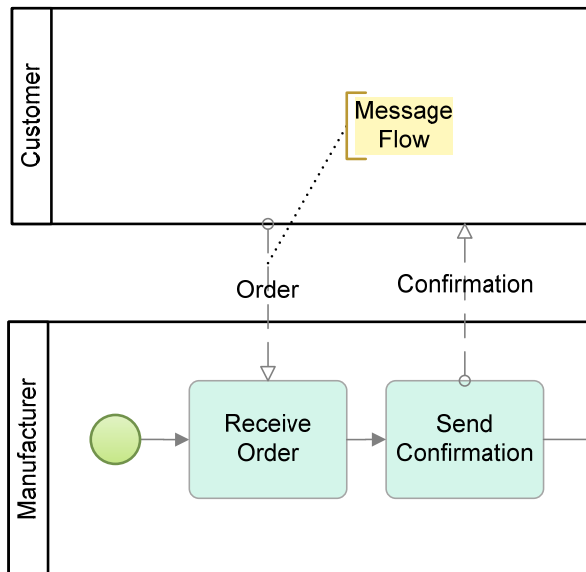 Customer
Message
Flow
Order
Confirmation
Manufacturer
Receive
Order
Send
Confirmation